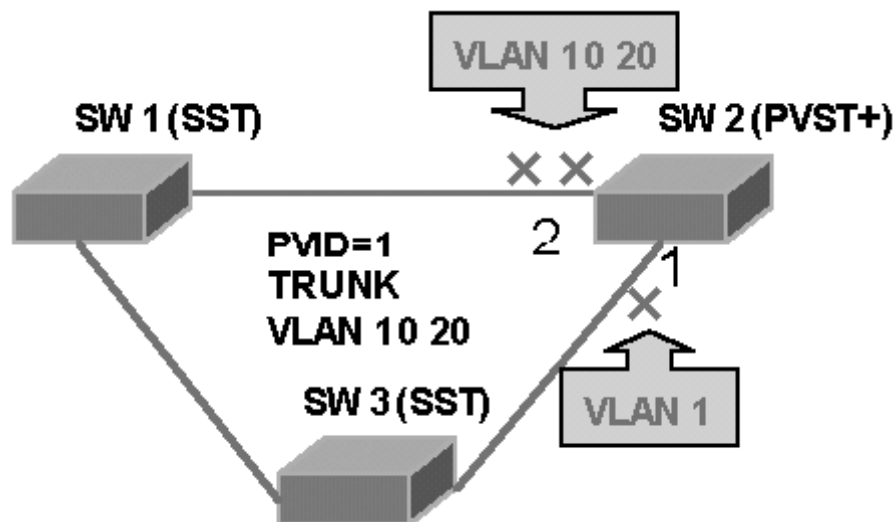 VLAN 10 20
SW 1 (SST)
SW 2 (PVST+)
2
PVID=1
TRUNK
VLAN 10 20
1
SW 3 (SST)
VLAN 1